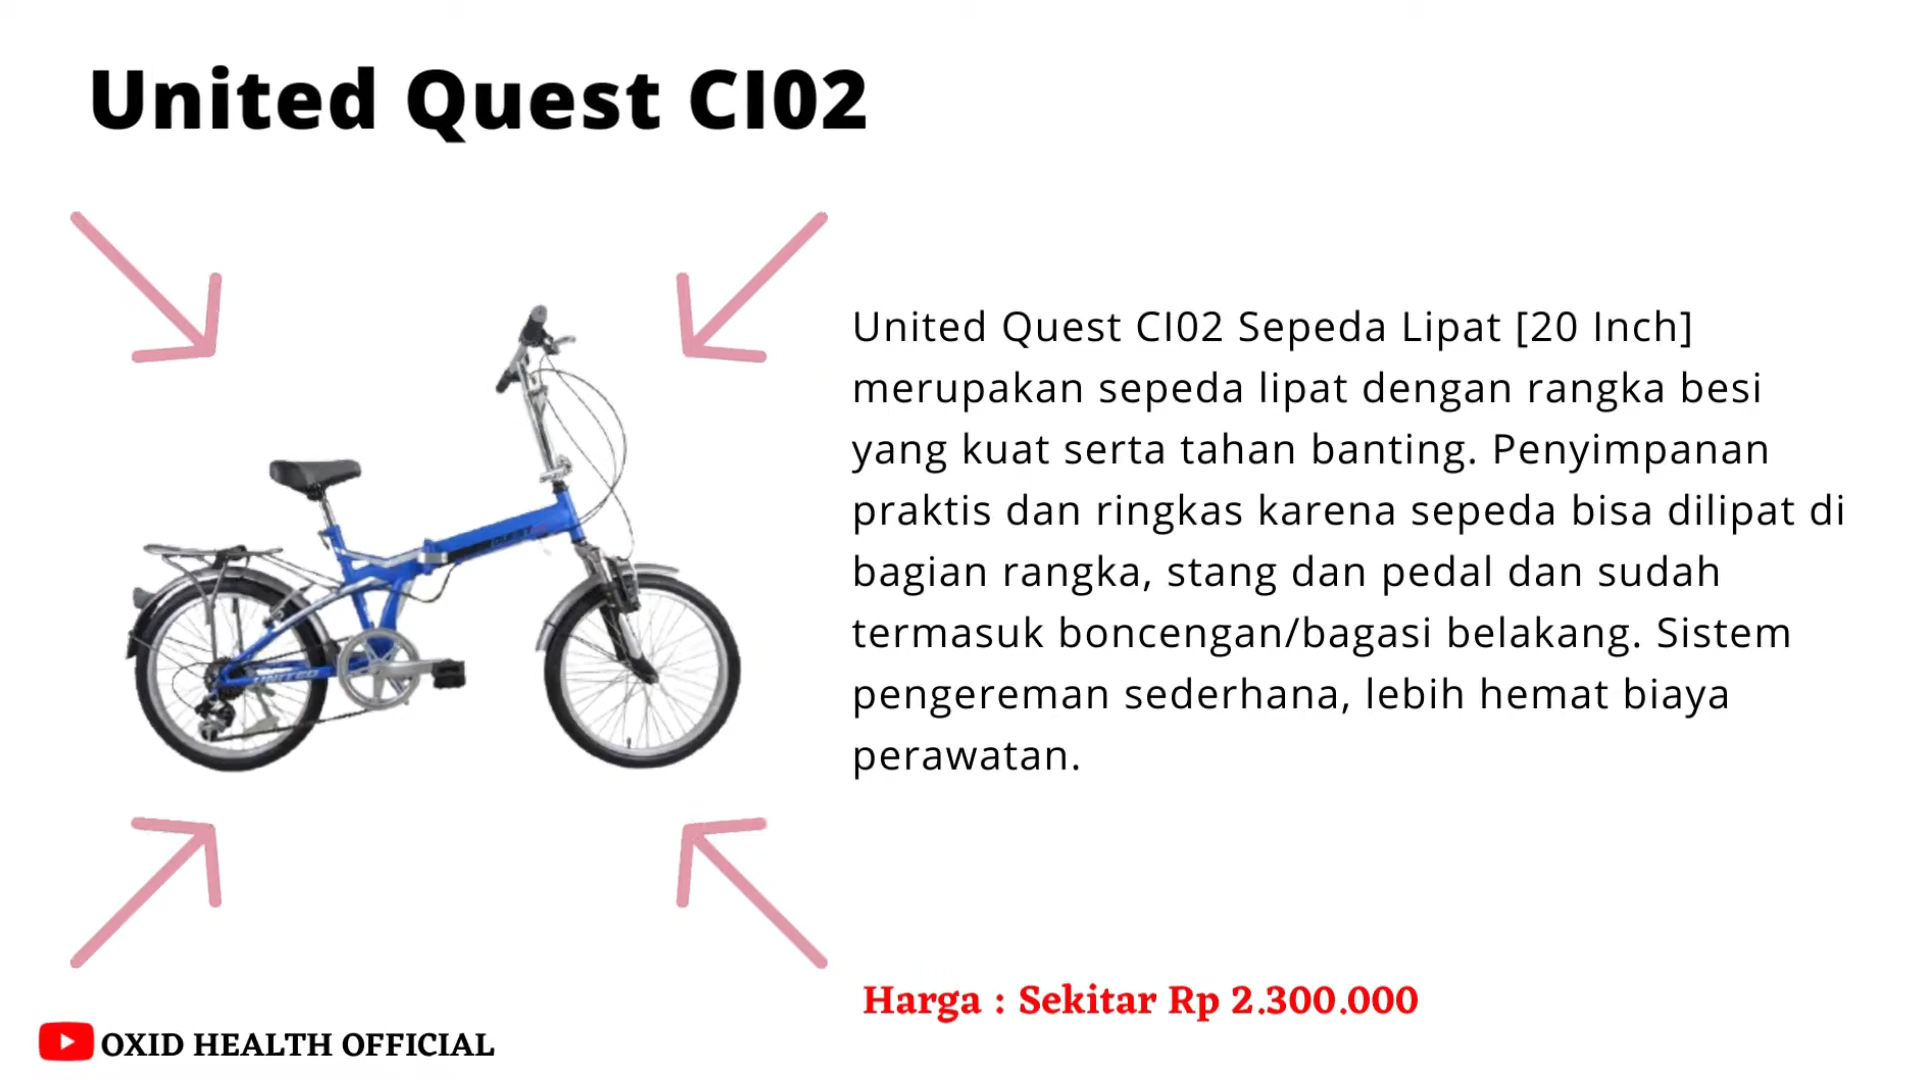 United Quest CI02
QUEST
UNITED
United Quest CI02 Sepeda Lipat [20 Inch]
merupakan sepeda lipat dengan rangka besi
yang kuat serta tahan banting. Penyimpanan
praktis dan ringkas karena sepeda bisa dilipat di
bagian rangka, stang dan pedal dan sudah
termasuk boncengan/bagasi belakang. Sistem
pengereman sederhana, lebih hemat biaya
perawatan.
Harga : Sekitar Rp 2.300.000
OXID HEALTH OFFICIAL